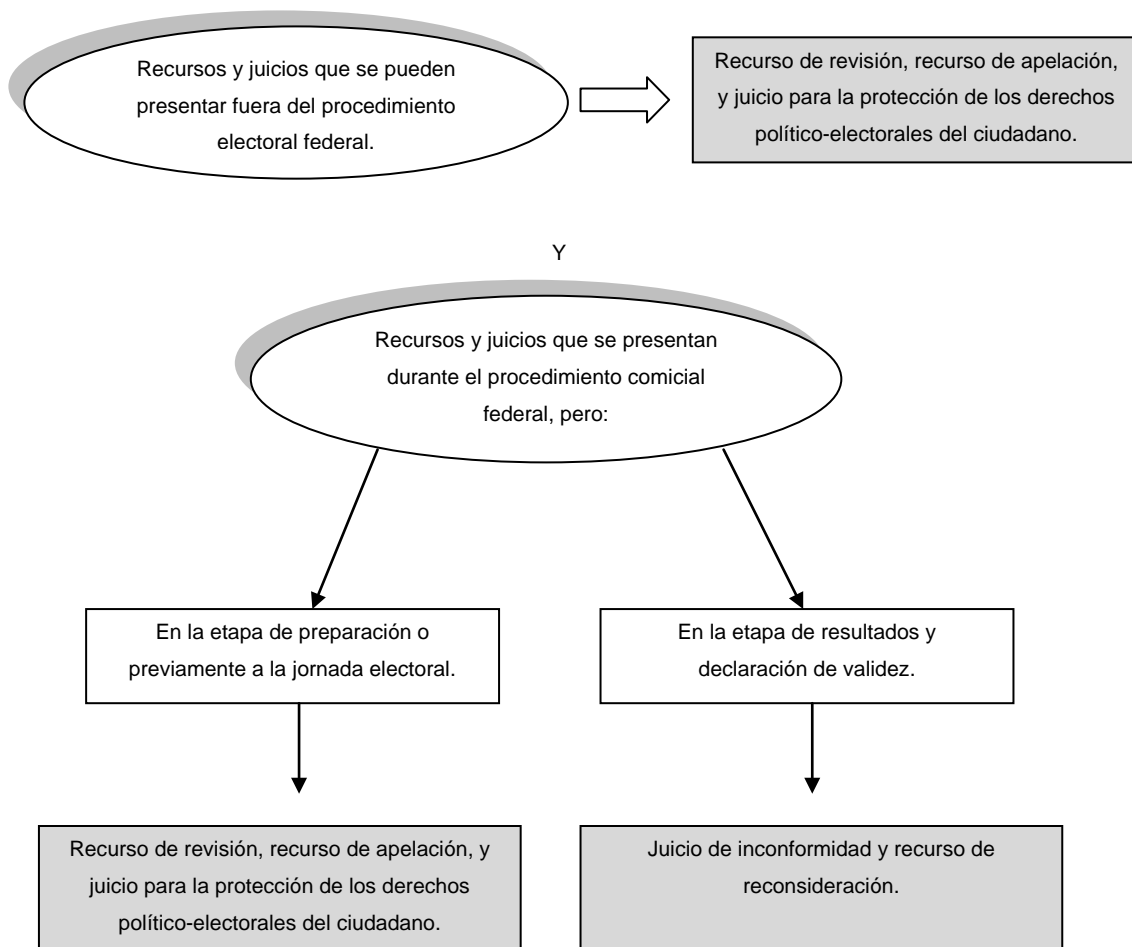 Recursos y juicios que se pueden
presentar fuera del procedimiento
electoral federal.
Recurso de revisión, recurso de apelación,
y juicio para la protección de los derechos
político-electorales del ciudadano.
Y
Recursos y juicios que se presentan
durante el procedimiento comicial
federal, pero:
En la etapa de preparación o
previamente a la jornada electoral.
En la etapa de resultados y
declaración de validez.
Recurso de revisión, recurso de apelación, y
juicio para la protección de los derechos
político-electorales del ciudadano.
Juicio de inconformidad y recurso de
reconsideración.